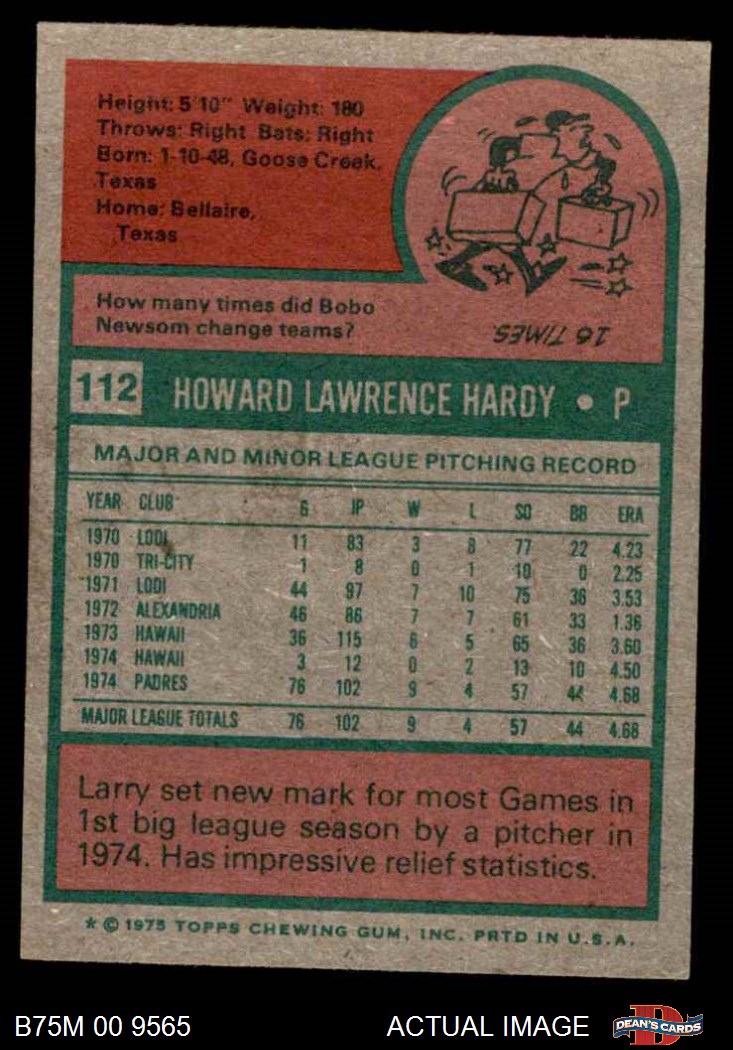 Height: 5'10" Weight: 180
Throws: Right Bats: Right
Born: 1-10-48, Goose Creek,
Texas
Home: Bellaire,
Texas
How many times did Bobo
Newsom change teams?
16 TIMES.
112 HOWARD LAWRENCE HARDY • P
MAJOR AND MINOR LEAGUE PITCHING RECORD
YEAR CLUB G IP W L SO BB ERA
1970 LODI 11 83 3 8 77 22 4.23
1970 TRI-CITY 1 8 0 1 10 0 2.25
1971 LODI 44 97 7 10 75 36 3.53
1972 ALEXANDRIA 46 86 7 7 61 33 1.36
1973 HAWAII 36 115 6 5 65 36 3.60
1974 HAWAII 3 12 0 2 13 10 4.50
1974 PADRES 76 102 9 4 57 44 4.68
MAJOR LEAGUE TOTALS 76 102 9 4 57 44 4.68
Larry set new mark for most Games in
1st big league season by a pitcher in
1974. Has impressive relief statistics.
* © 1975 TOPPS CHEWING GUM, INC. PRTD IN U.S.A.
B75M 00 9565 ACTUAL IMAGE D DEAN'S CARDS